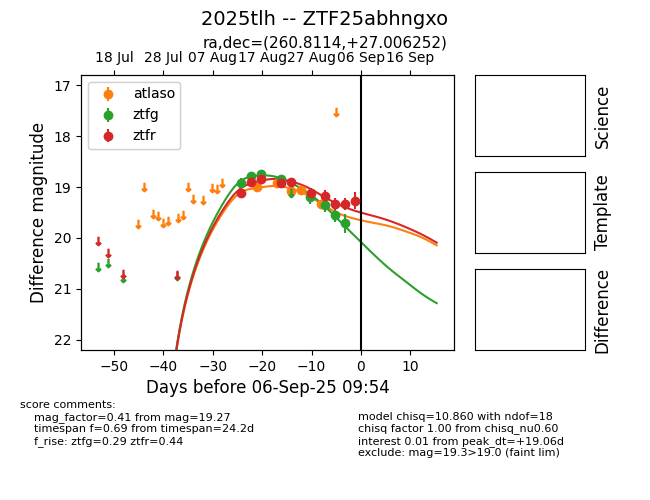 2025tlh -- ZTF25abhngxo
ra,dec=(260.8114,+27.006252)
18 Jul 28 Jul 07 Aug 17 Aug 27 Aug 06 Sep 16 Sep
17
18
19
20
21
22
Difference magnitude
atlaso
ztfg
ztfr
−50 −40 −30 −20 −10 0 10
Days before 06-Sep-25 09:54
Science
Template
Difference
score comments:
mag_factor=0.41 from mag=19.27
timespan f=0.69 from timespan=24.2d
f_rise: ztfg=0.29 ztfr=0.44
model chisq=10.860 with ndof=18
chisq factor 1.00 from chisq_nu0.60
interest 0.01 from peak_dt=+19.06d
exclude: mag=19.3>19.0 (faint lim)